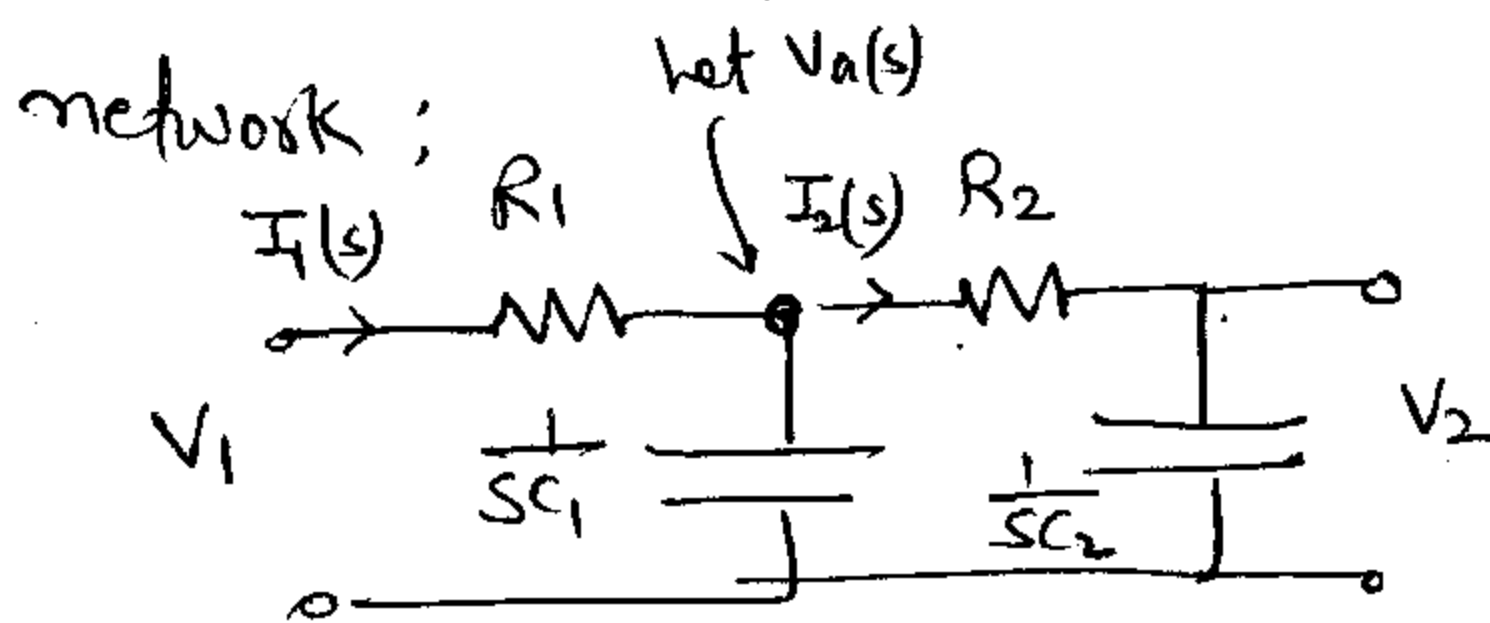 Let Va(s)
network ;
I1(s) R1 I2(s) R2
V1 1/SC1 1/SC2 V2